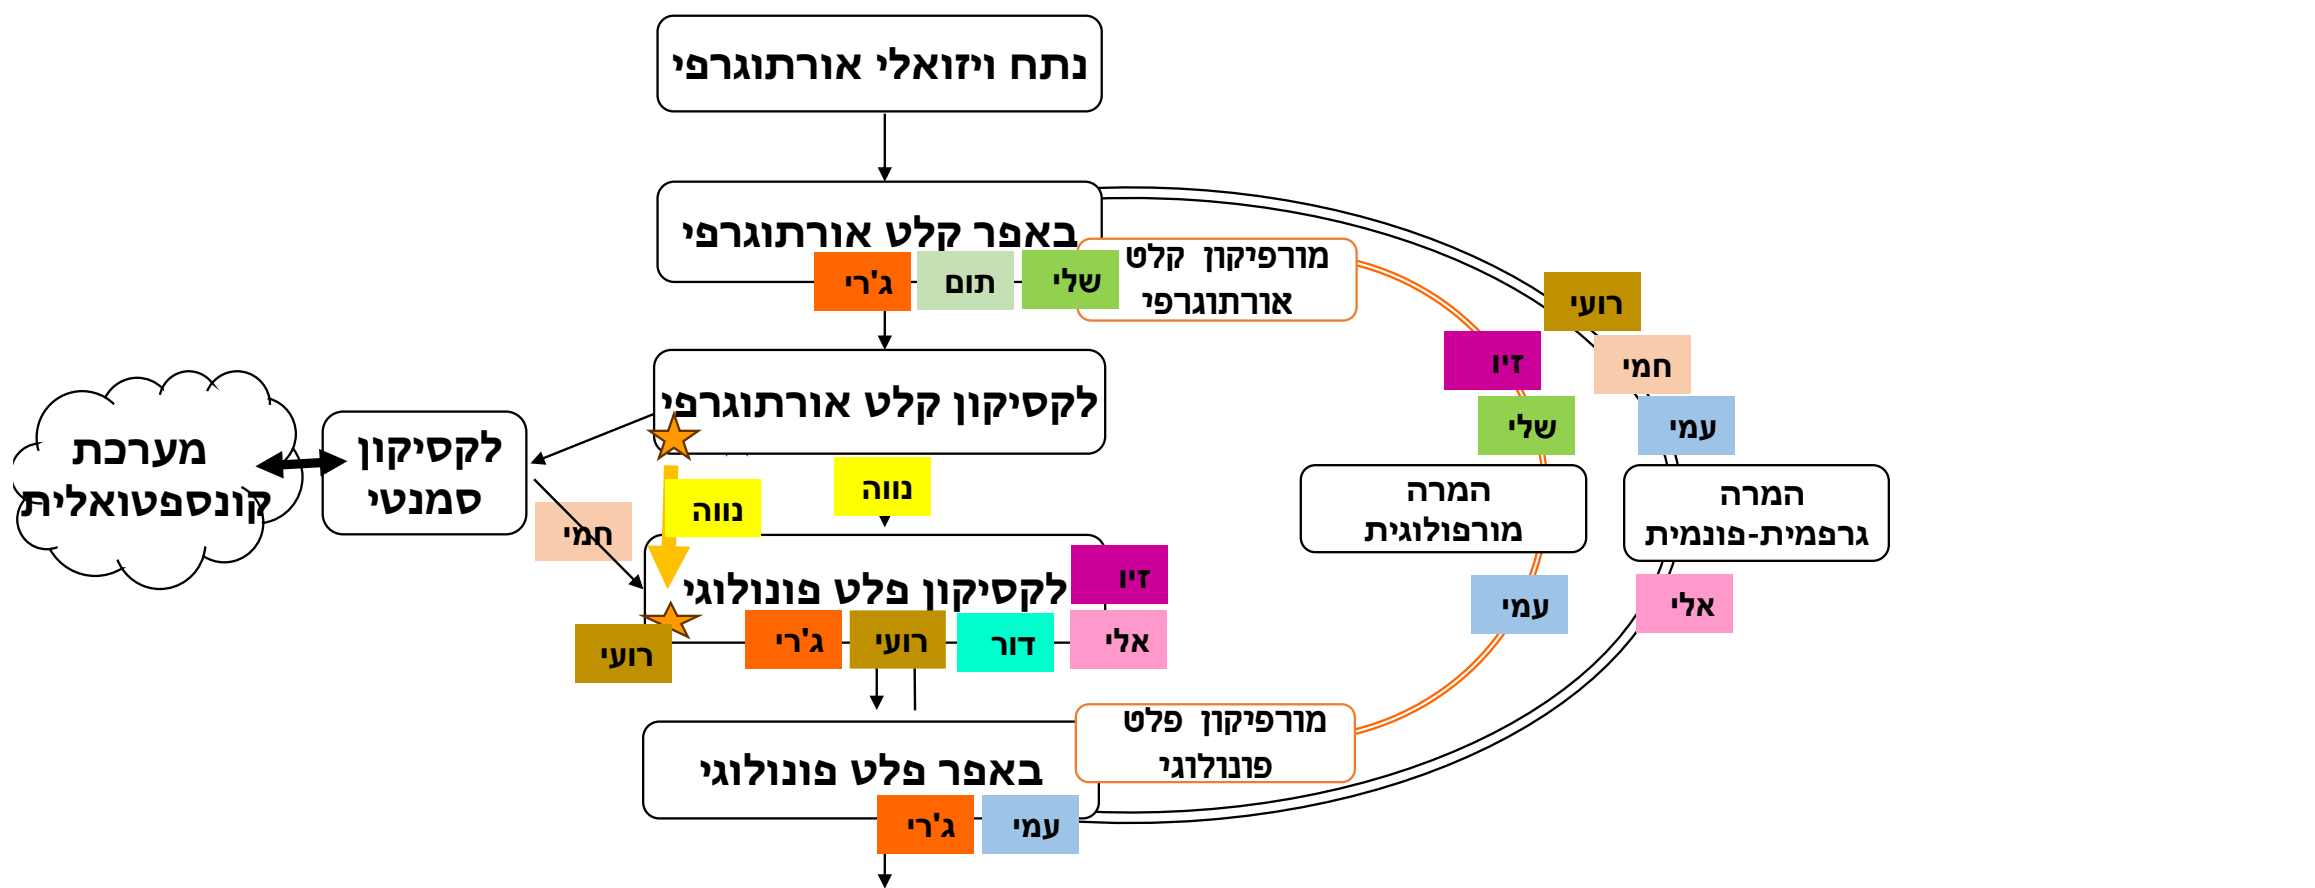 נתח ויזואלי אורתוגרפי
באפר קלט אורתוגרפי
מורפיקון קלט
אורתוגרפי
שלי
תום
ג'רי
רועי
זיו
חמי
לקסיקון קלט אורתוגרפי
שלי
עמי
מערכת
קונספטואלית
לקסיקון
סמנטי
נווה
נווה
חמי
המרה
מורפולוגית
המרה
גרפמית-פונמית
לקסיקון פלט פונולוגי
זיו
עמי
אלי
אלי
דור
רועי
ג'רי
רועי
מורפיקון פלט
פונולוגי
באפר פלט פונולוגי
עמי
ג'רי